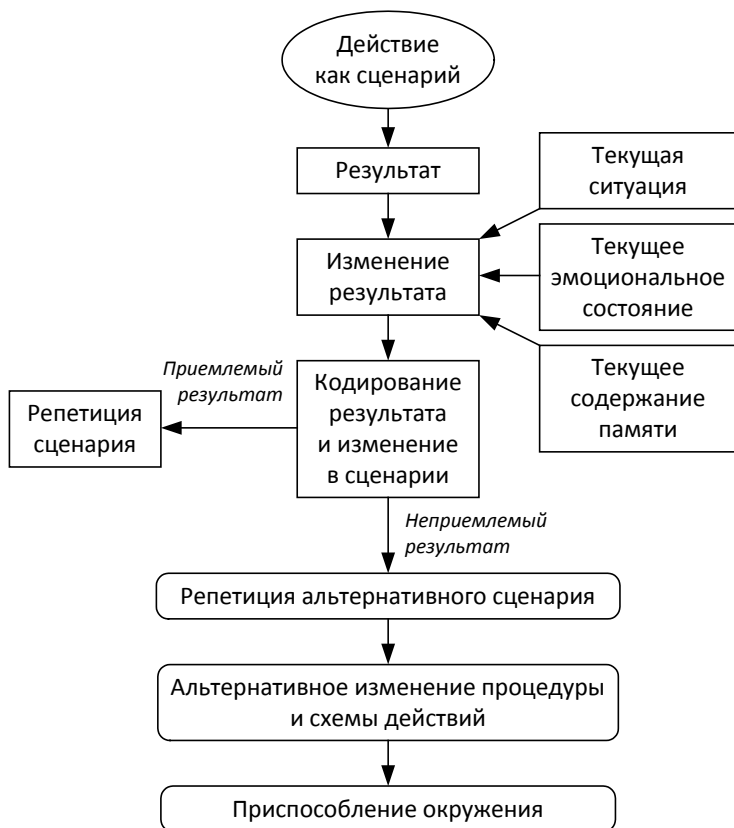 Действие
как сценарий
Результат
Текущая
ситуация
Изменение
результата
Текущее
эмоциональное
состояние
Приемлемый
результат
Кодирование
результата
и изменение
в сценарии
Текущее
содержание
памяти
Репетиция
сценария
Неприемлемый
результат
Репетиция альтернативного сценария
Альтернативное изменение процедуры
и схемы действий
Приспособление окружения